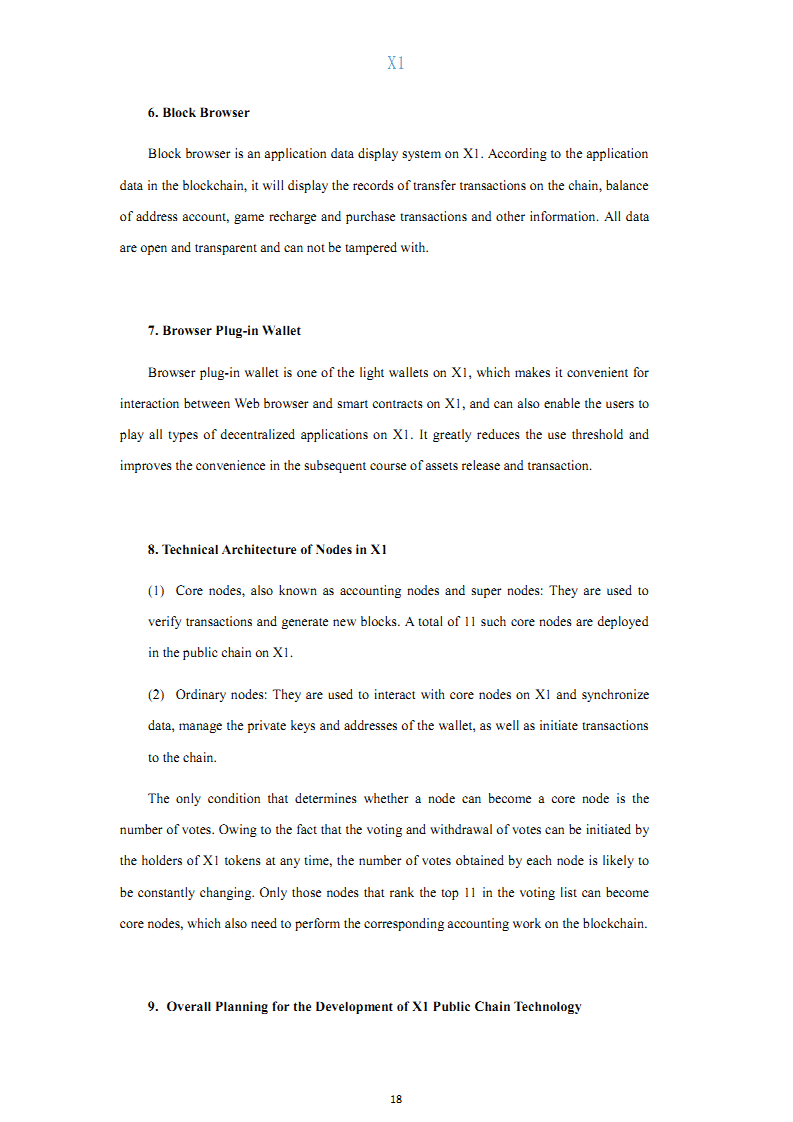 X1
6. Block Browser
Block browser is an application data display system on X1. According to the application
data in the blockchain, it will display the records of transfer transactions on the chain, balance
of address account, game recharge and purchase transactions and other information. All data
are open and transparent and can not be tampered with.
7. Browser Plug-in Wallet
Browser plug-in wallet is one of the light wallets on X1, which makes it convenient for
interaction between Web browser and smart contracts on X1, and can also enable the users to
play all types of decentralized applications on X1. It greatly reduces the use threshold and
improves the convenience in the subsequent course of assets release and transaction.
8. Technical Architecture of Nodes in X1
(1) Core nodes, also known as accounting nodes and super nodes: They are used to
verify transactions and generate new blocks. A total of 11 such core nodes are deployed
in the public chain on X1.
(2) Ordinary nodes: They are used to interact with core nodes on X1 and synchronize
data, manage the private keys and addresses of the wallet, as well as initiate transactions
to the chain.
The only condition that determines whether a node can become a core node is the
number of votes. Owing to the fact that the voting and withdrawal of votes can be initiated by
the holders of X1 tokens at any time, the number of votes obtained by each node is likely to
be constantly changing. Only those nodes that rank the top 11 in the voting list can become
core nodes, which also need to perform the corresponding accounting work on the blockchain.
9. Overall Planning for the Development of X1 Public Chain Technology
18